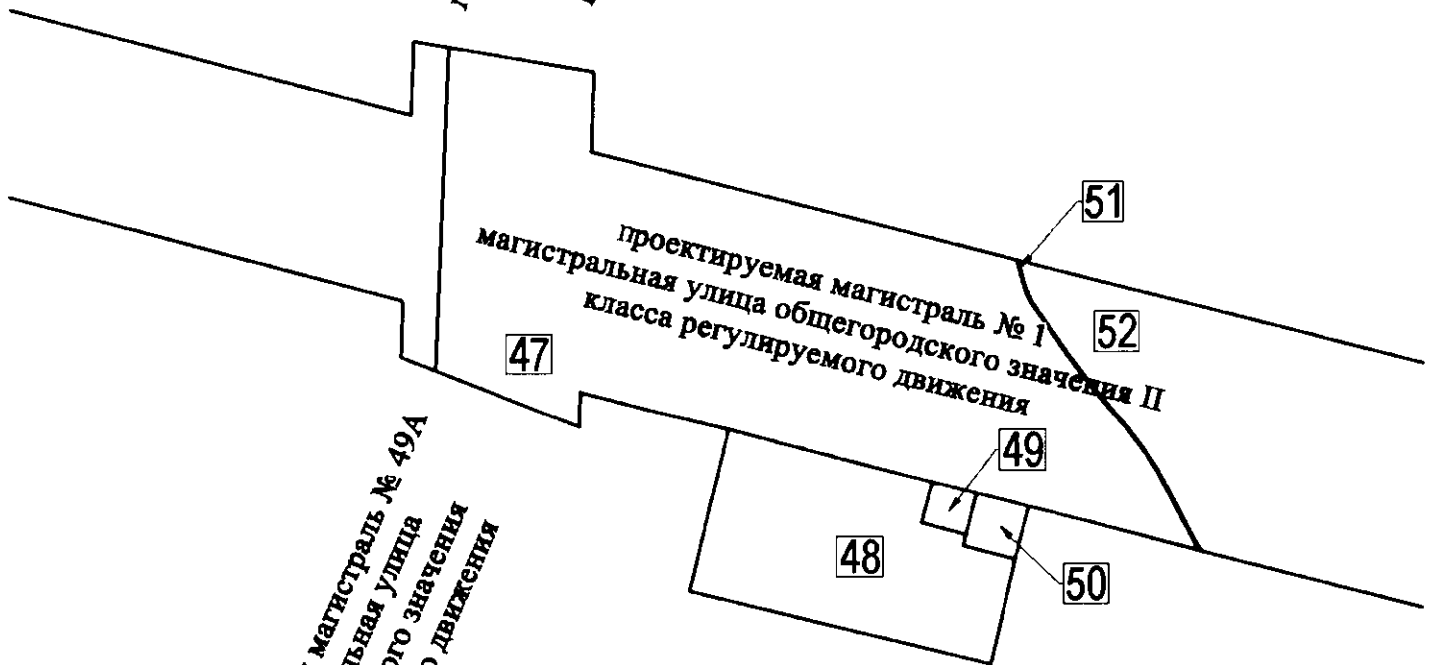 51
проектируемая магистраль № 1
магистральная улица общегородского значения II
класса регулируемого движения
52
47
49
48
50
магистраль № 49А
улица
значения
движения